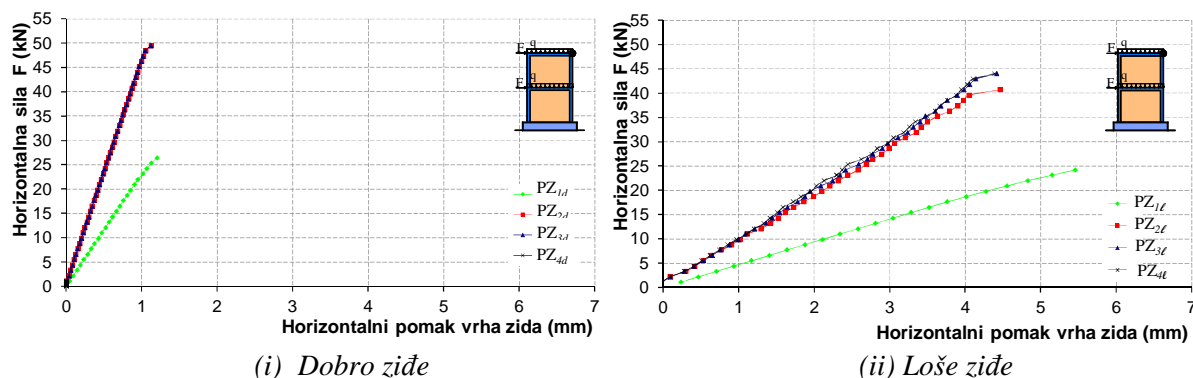 Horizontalna sila F (kN)
55
50
45
40
35
30
25
20
15
10
5
0
0 1 2 3 4 5 6 7
Horizontalni pomak vrha zida (mm)
F q
F q
PZ1d
PZ2d
PZ3d
PZ4d
(i) Dobro ziđe
Horizontalna sila F (kN)
55
50
45
40
35
30
25
20
15
10
5
0
0 1 2 3 4 5 6 7
Horizontalni pomak vrha zida (mm)
F q
F q
PZ1ℓ
PZ2ℓ
PZ3ℓ
PZ4ℓ
(ii) Loše ziđe